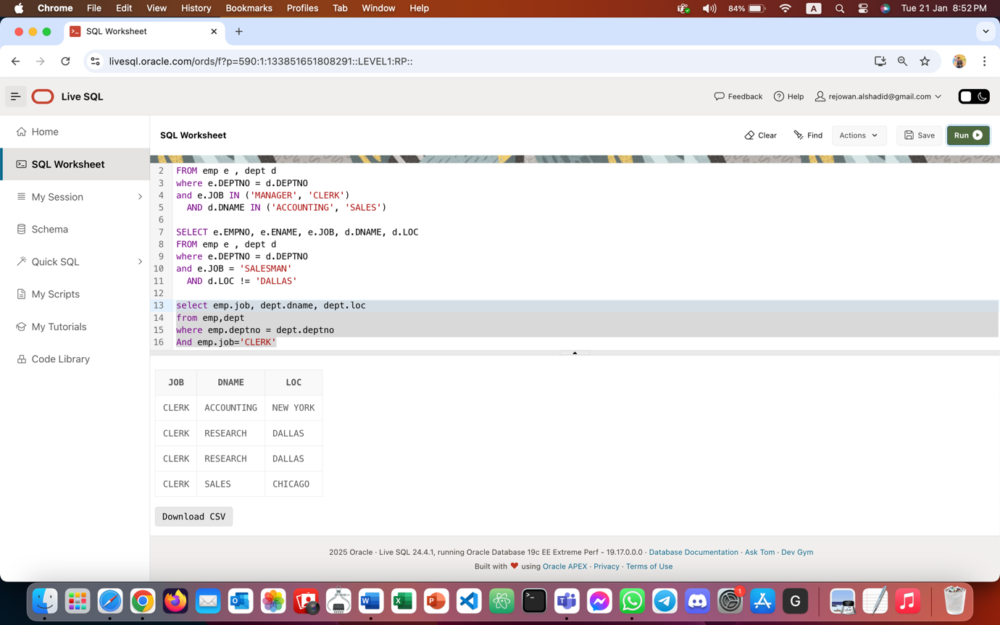 Chrome File Edit View History Bookmarks Profiles Tab Window Help 84% A Tue 21 Jan 8:52 PM
SQL Worksheet
livesql.oracle.com/ords/f?p=590:1:133851651808291::LEVEL1:RP::
Live SQL Feedback Help rejowan.alshadid@gmail.com
Home
SQL Worksheet
My Session
Schema
Quick SQL
My Scripts
My Tutorials
Code Library
SQL Worksheet Clear Find Actions Save Run
2 FROM emp e , dept d
3 where e.DEPTNO = d.DEPTNO
4 and e.JOB IN ('MANAGER', 'CLERK')
5 AND d.DNAME IN ('ACCOUNTING', 'SALES')
6
7 SELECT e.EMPNO, e.ENAME, e.JOB, d.DNAME, d.LOC
8 FROM emp e , dept d
9 where e.DEPTNO = d.DEPTNO
10 and e.JOB = 'SALESMAN'
11 AND d.LOC != 'DALLAS'
12
13 select emp.job, dept.dname, dept.loc
14 from emp,dept
15 where emp.deptno = dept.deptno
16 And emp.job='CLERK'
JOB DNAME LOC
CLERK ACCOUNTING NEW YORK
CLERK RESEARCH DALLAS
CLERK RESEARCH DALLAS
CLERK SALES CHICAGO
Download CSV
2025 Oracle · Live SQL 24.4.1, running Oracle Database 19c EE Extreme Perf - 19.17.0.0.0 · Database Documentation · Ask Tom · Dev Gym
Built with ♥ using Oracle APEX · Privacy · Terms of Use